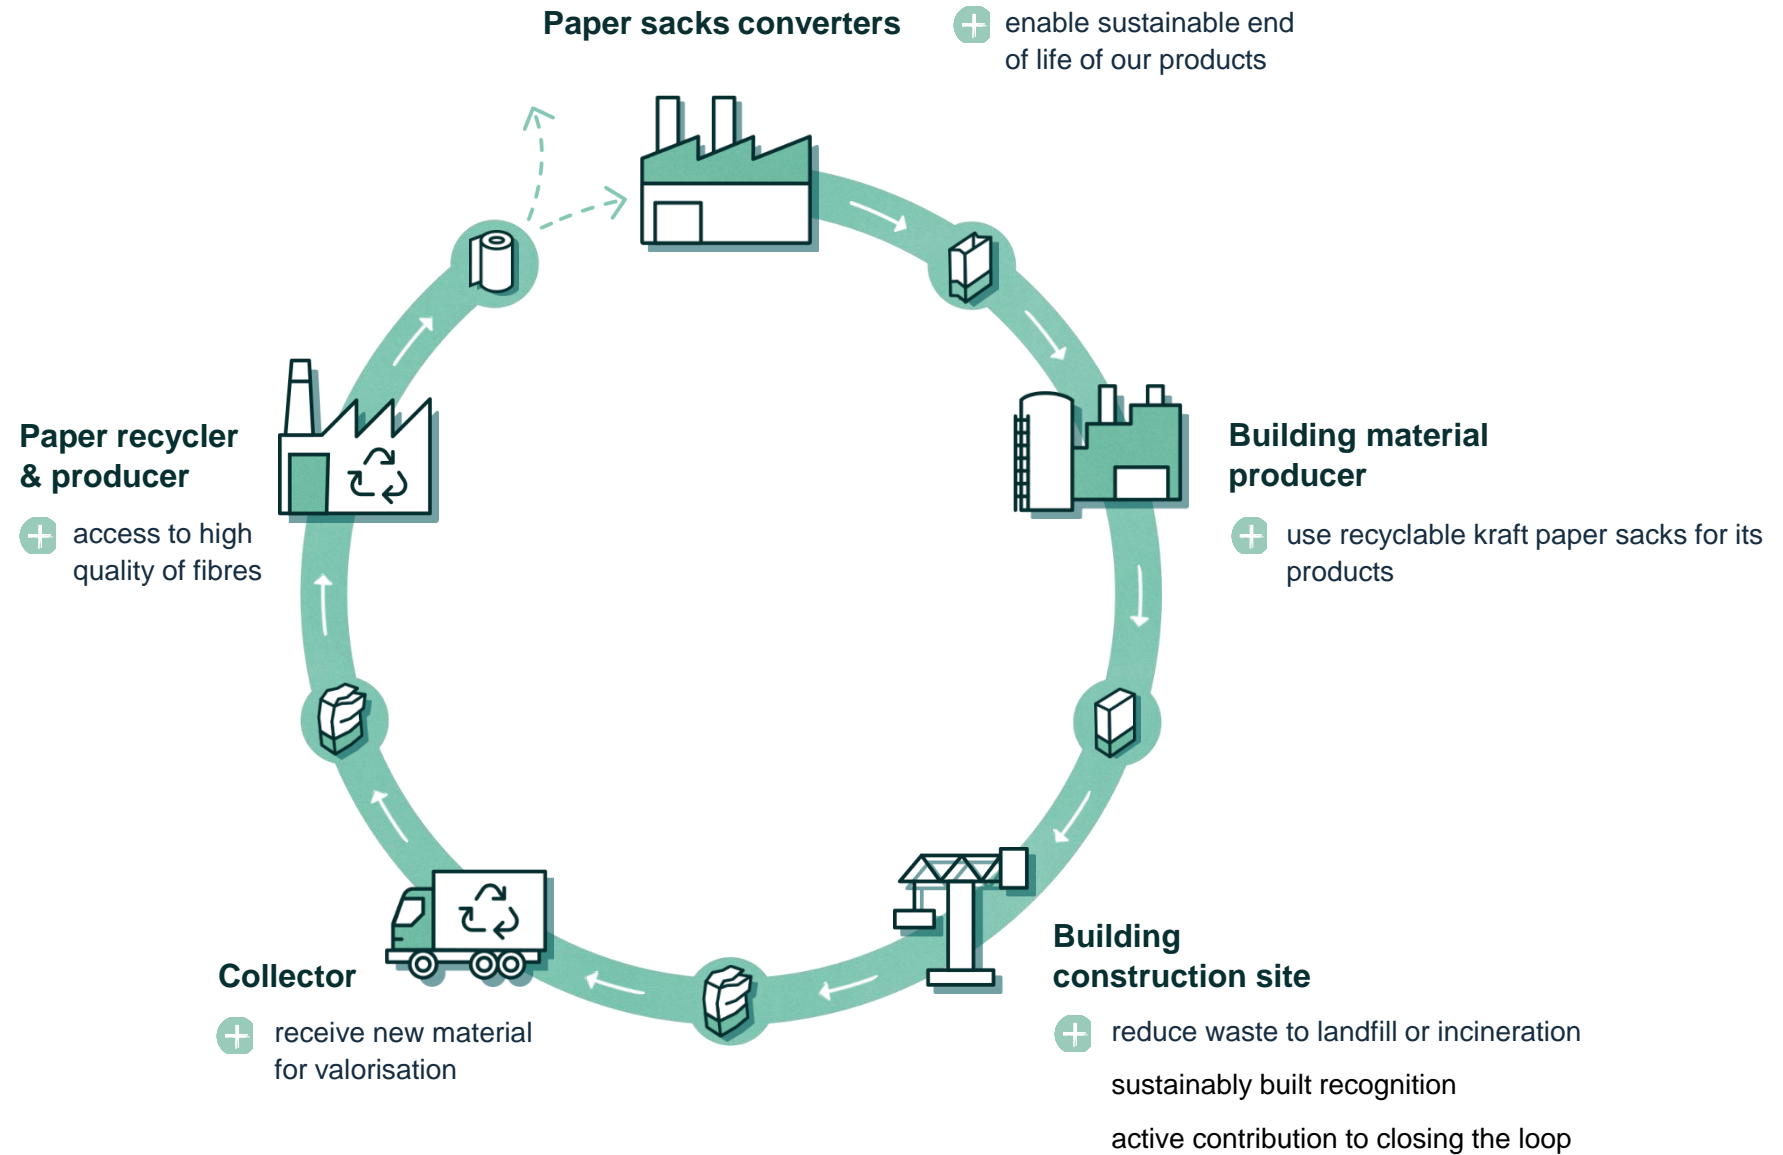 Paper sacks converters
enable sustainable end
of life of our products
Paper recycler
& producer
access to high
quality of fibres
Building material
producer
use recyclable kraft paper sacks for its
products
Building
construction site
reduce waste to landfill or incineration
sustainably built recognition
active contribution to closing the loop
Collector
receive new material
for valorisation